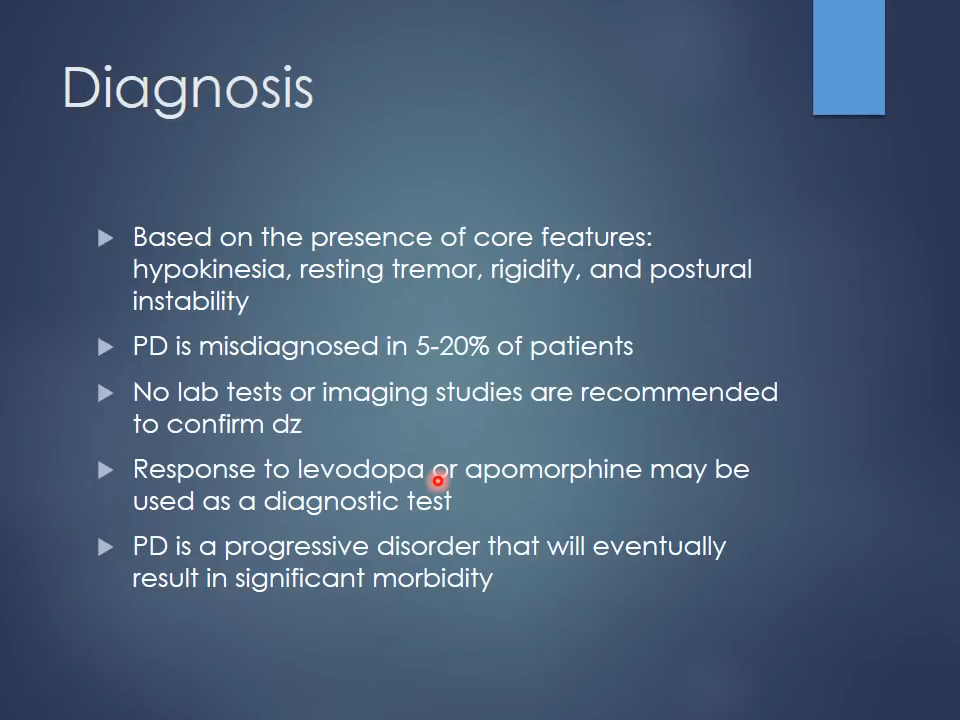 Diagnosis
Based on the presence of core features:
hypokinesia, resting tremor, rigidity, and postural
instability
PD is misdiagnosed in 5-20% of patients
No lab tests or imaging studies are recommended
to confirm dz
Response to levodopa or apomorphine may be
used as a diagnostic test
PD is a progressive disorder that will eventually
result in significant morbidity